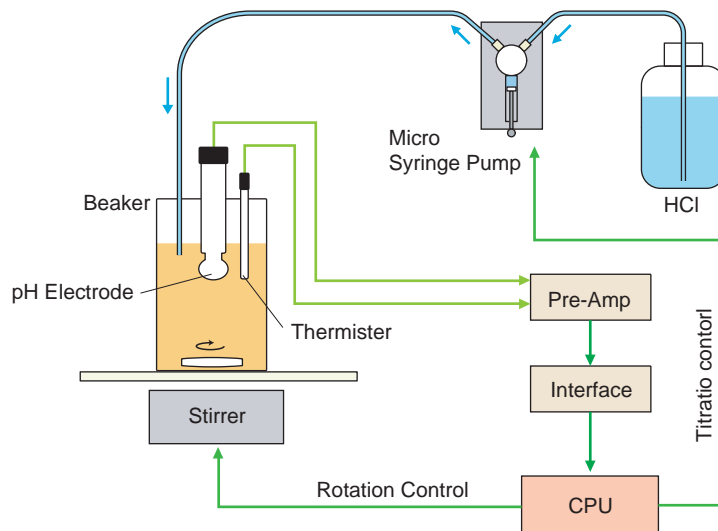 Micro
Syringe Pump
HCl
Beaker
pH Electrode
Thermister
Pre-Amp
Interface
Titratio contorl
Stirrer
Rotation Control
CPU